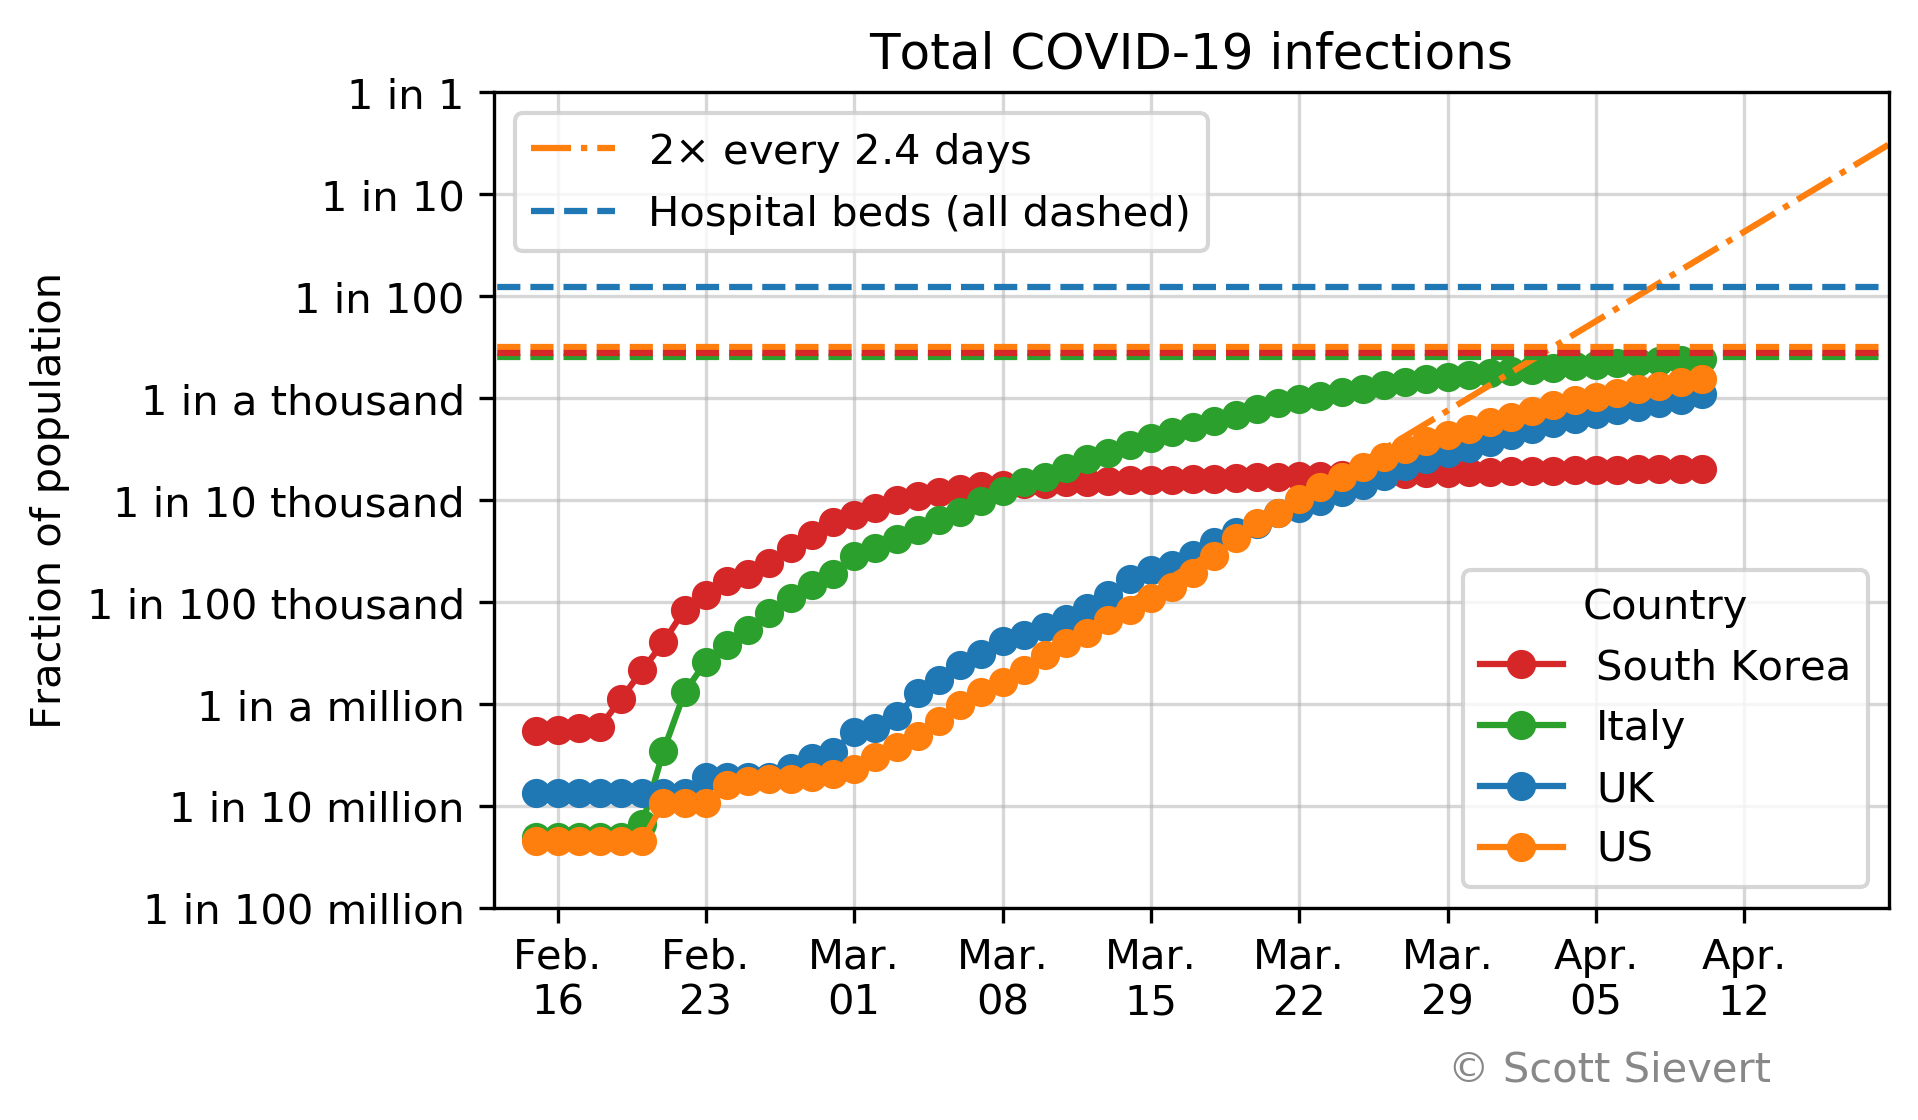 Total COVID-19 infections
1 in 1
1 in 10
1 in 100
1 in a thousand
1 in 10 thousand
1 in 100 thousand
1 in a million
1 in 10 million
1 in 100 million
Fraction of population
2× every 2.4 days
Hospital beds (all dashed)
Country
South Korea
Italy
UK
US
Feb. 16
Feb. 23
Mar. 01
Mar. 08
Mar. 15
Mar. 22
Mar. 29
Apr. 05
Apr. 12
© Scott Sievert